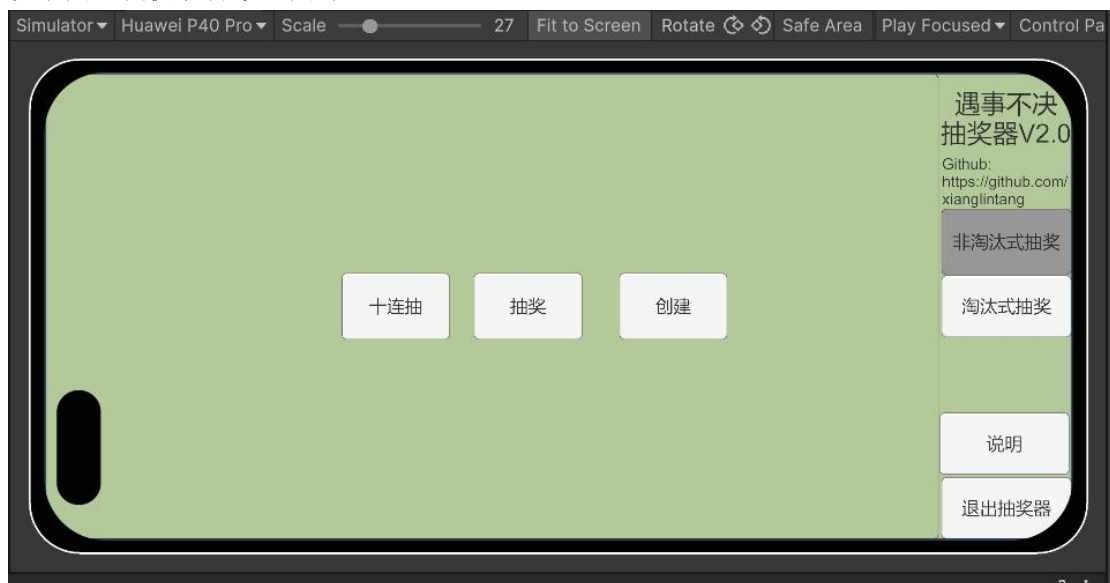 Simulator Huawei P40 Pro Scale 27 Fit to Screen Rotate Safe Area Play Focused Control Pa
遇事不决
抽奖器V2.0
Github:
https://github.com/
xianglintang
非淘汰式抽奖
十连抽 抽奖 创建
淘汰式抽奖
说明
退出抽奖器